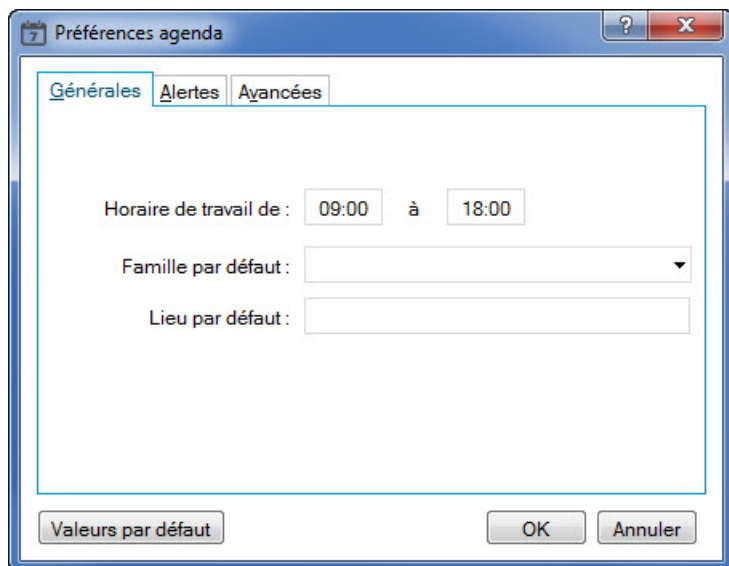 7
Préférences agenda
?
Générales Alertes Avancées
Horaire de travail de : 09:00 à 18:00
Famille par défaut :
Lieu par défaut :
Valeurs par défaut OK Annuler